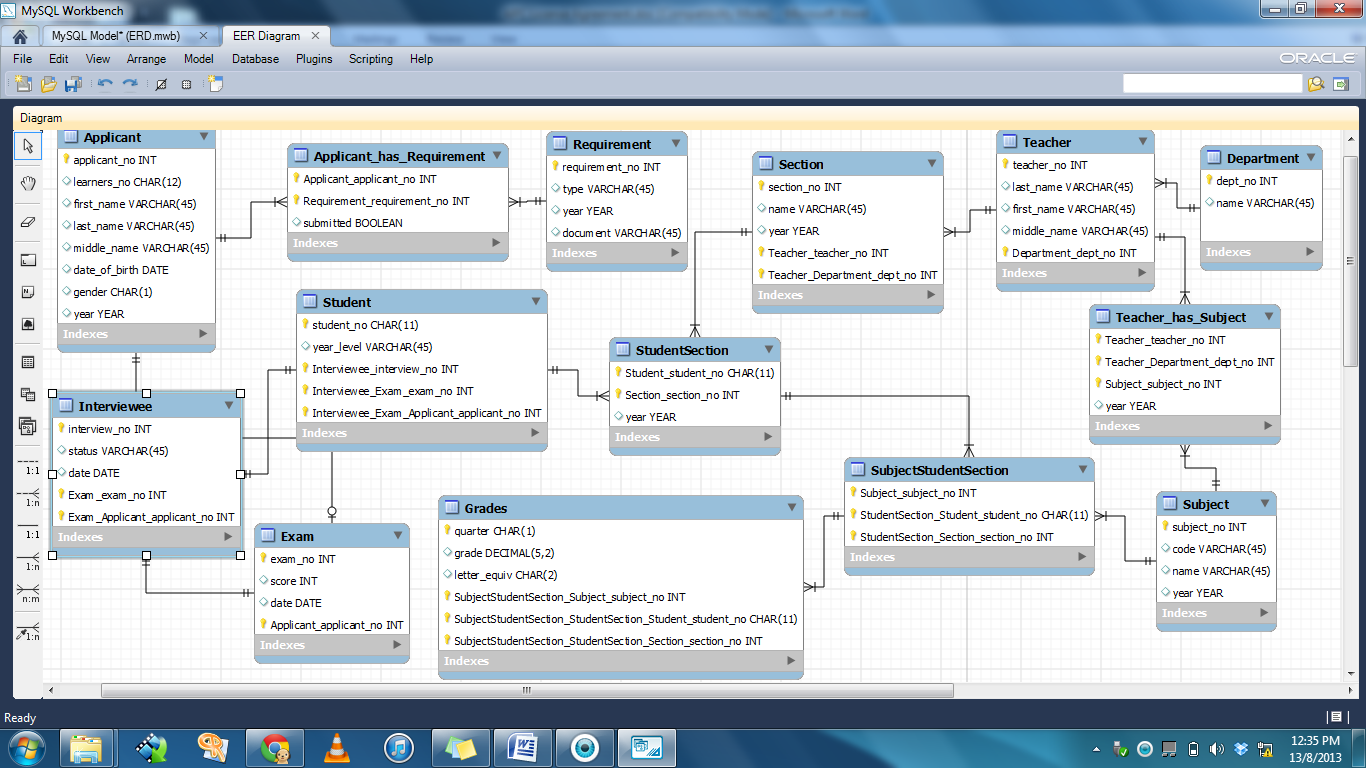 MySQL Workbench
MySQL Model* (ERD.mwb)
EER Diagram
File Edit View Arrange Model Database Plugins Scripting Help
ORACLE
Diagram
Applicant
applicant_no INT
learners_no CHAR(12)
first_name VARCHAR(45)
last_name VARCHAR(45)
middle_name VARCHAR(45)
date_of_birth DATE
gender CHAR(1)
year YEAR
Indexes
Applicant_has_Requirement
Applicant_applicant_no INT
Requirement_requirement_no INT
submitted BOOLEAN
Indexes
Requirement
requirement_no INT
type VARCHAR(45)
year YEAR
document VARCHAR(45)
Indexes
Section
section_no INT
name VARCHAR(45)
year YEAR
Teacher_teacher_no INT
Teacher_Department_dept_no INT
Indexes
Teacher
teacher_no INT
last_name VARCHAR(45)
first_name VARCHAR(45)
middle_name VARCHAR(45)
Department_dept_no INT
Indexes
Department
dept_no INT
name VARCHAR(45)
Indexes
Student
student_no CHAR(11)
year_level VARCHAR(45)
Interviewee_interview_no INT
Interviewee_Exam_exam_no INT
Interviewee_Exam_Applicant_applicant_no INT
Indexes
StudentSection
Student_student_no CHAR(11)
Section_section_no INT
year YEAR
Indexes
Teacher_has_Subject
Teacher_teacher_no INT
Teacher_Department_dept_no INT
Subject_subject_no INT
year YEAR
Indexes
Interviewee
interview_no INT
status VARCHAR(45)
date DATE
Exam_exam_no INT
Exam_Applicant_applicant_no INT
Indexes
Exam
exam_no INT
score INT
date DATE
Applicant_applicant_no INT
Indexes
Grades
quarter CHAR(1)
grade DECIMAL(5,2)
letter_equiv CHAR(2)
SubjectStudentSection_Subject_subject_no INT
SubjectStudentSection_StudentSection_Student_student_no CHAR(11)
SubjectStudentSection_StudentSection_Section_section_no INT
Indexes
SubjectStudentSection
Subject_subject_no INT
StudentSection_Student_student_no CHAR(11)
StudentSection_Section_section_no INT
Indexes
Subject
subject_no INT
code VARCHAR(45)
name VARCHAR(45)
year YEAR
Indexes
1:1
1:n
1:1
1:n
n:m
1:n
Ready
12:35 PM
13/8/2013